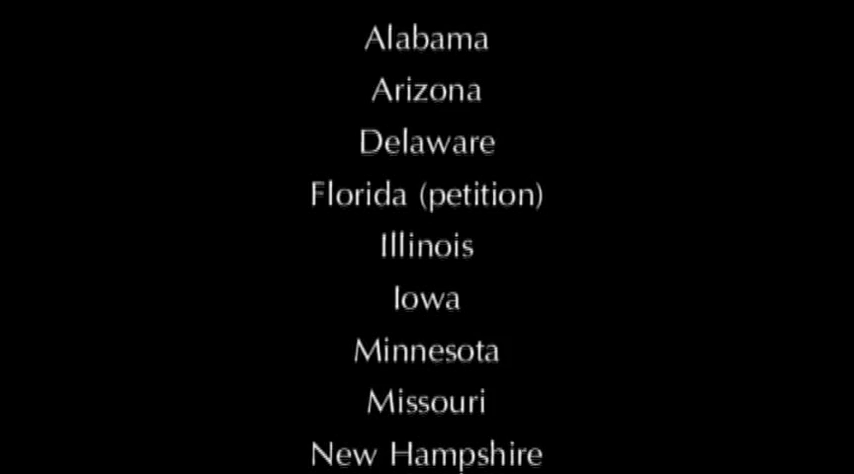 Alabama
Arizona
Delaware
Florida (petition)
Illinois
Iowa
Minnesota
Missouri
New Hampshire